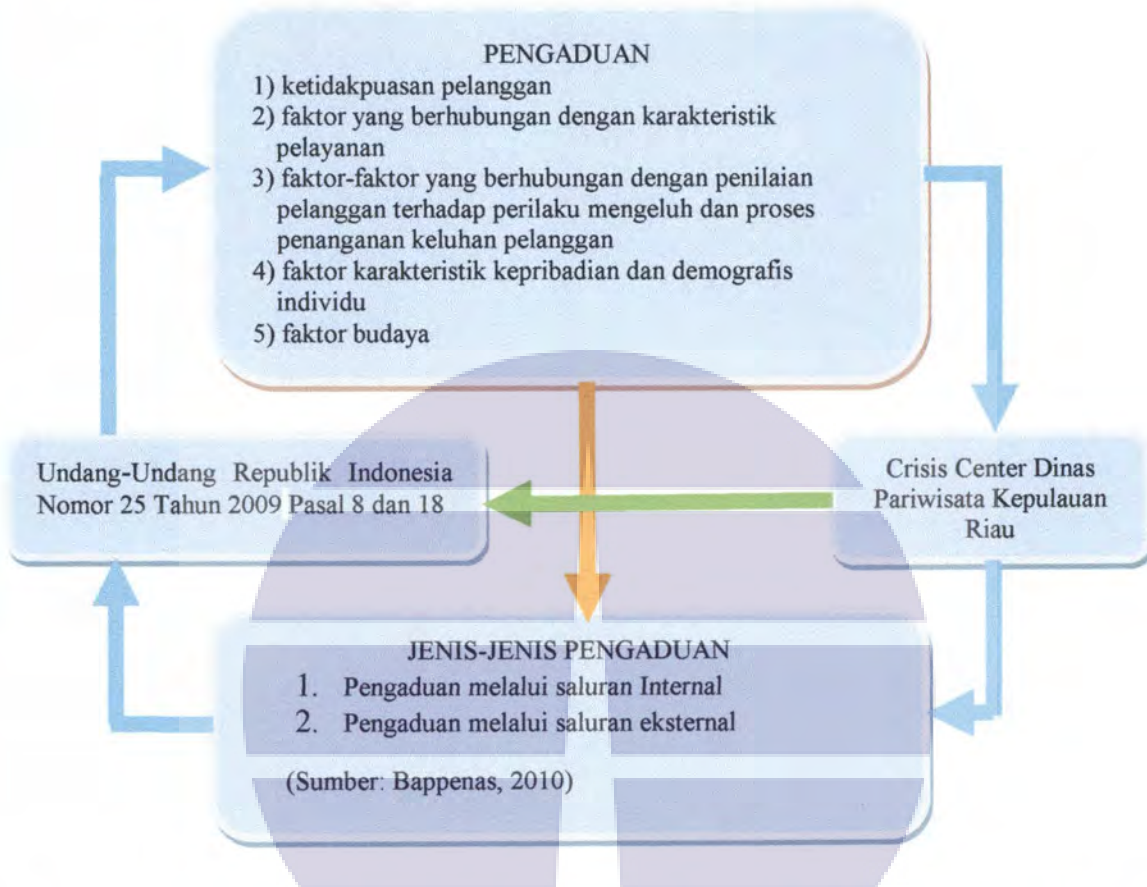 PENGADUAN
1) ketidakpuasan pelanggan
2) faktor yang berhubungan dengan karakteristik
pelayanan
3) faktor-faktor yang berhubungan dengan penilaian
pelanggan terhadap perilaku mengeluh dan proses
penanganan keluhan pelanggan
4) faktor karakteristik kepribadian dan demografis
individu
5) faktor budaya
Undang-Undang Republik Indonesia
Nomor 25 Tahun 2009 Pasal 8 dan 18
Crisis Center Dinas
Pariwisata Kepulauan
Riau
JENIS-JENIS PENGADUAN
1. Pengaduan melalui saluran Internal
2. Pengaduan melalui saluran eksternal
(Sumber: Bappenas, 2010)